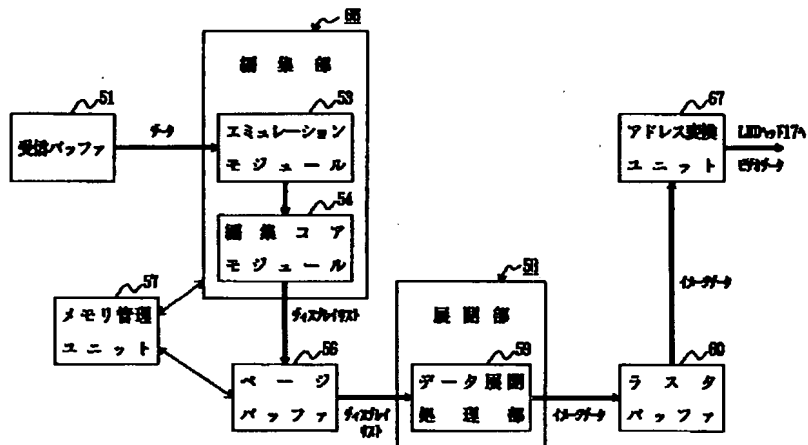 66
編集部
51
受信バッファ
データ
53
エミュレーション
モジュール
54
編集コア
モジュール
57
メモリ管理
ユニット
ディスプレイリスト
56
ページ
バッファ
ディスプレイ
リスト
展開部
59
データ展開
処理部
イメージデータ
60
ラスタ
バッファ
イメージデータ
67
アドレス変換
ユニット
LEDヘッド17へ
ビデオデータ